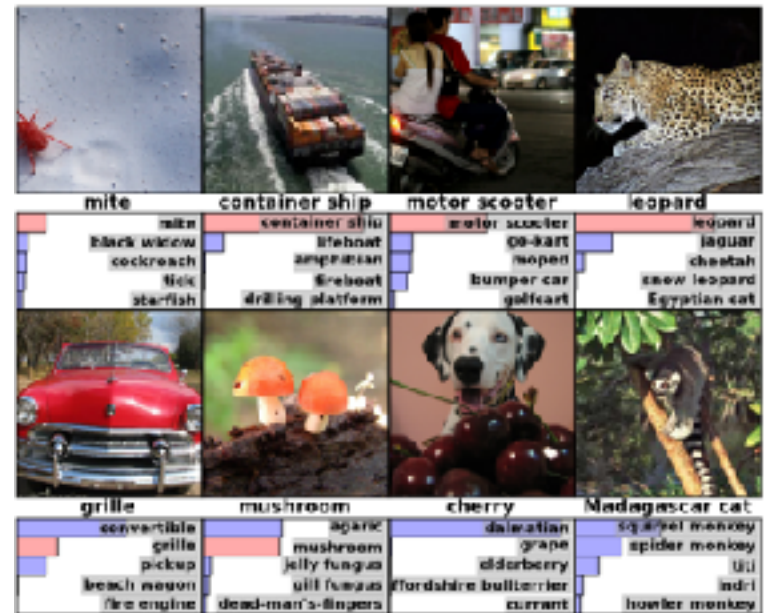 mite
container ship
motor scooter
leopard
mite
black widow
cockroach
tick
starfish
container ship
lifeboat
amphibian
fireboat
drilling platform
motor scooter
go-kart
moped
bumper car
golfcart
leopard
jaguar
cheetah
snow leopard
Egyptian cat
grille
mushroom
cherry
Madagascar cat
convertible
grille
pickup
beach wagon
fire engine
agaric
mushroom
jelly fungus
gill fungus
dead-man's-fingers
dalmatian
grape
elderberry
ffordshire bullterrier
currant
squirrel monkey
spider monkey
titi
indri
howler monkey